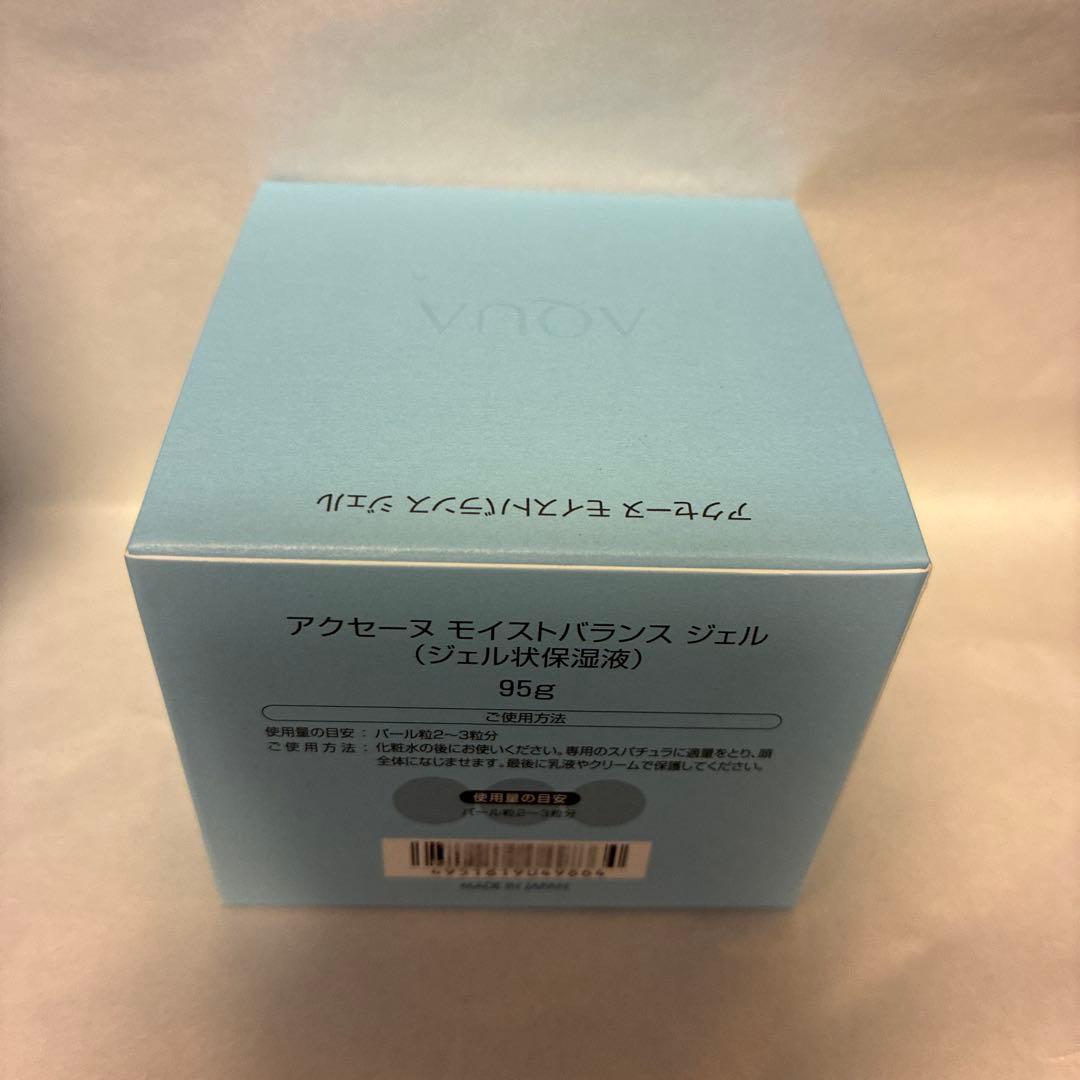 AQUA
アクセーヌ モイストバランス ジェル
アクセーヌ モイストバランス ジェル
(ジェル状保湿液)
95g
ご使用方法
使用量の目安 : パール粒2〜3粒分
ご使用方法 : 化粧水の後にお使いください。専用のスパチュラに適量をとり、顔
全体になじませます。最後に乳液やクリームで保護してください。
使用量の目安
パール粒2〜3粒分
MADE IN JAPAN